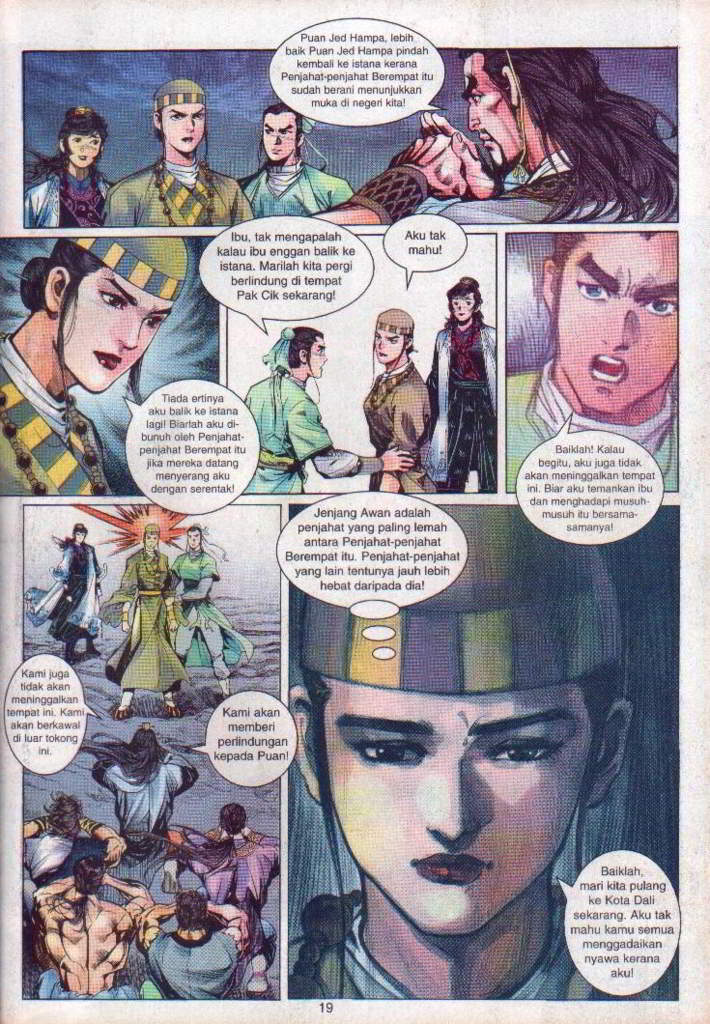 Puan Jed Hampa, lebih
baik Puan Jed Hampa pindah
kembali ke istana kerana
Penjahat-penjahat Berempat itu
sudah berani menunjukkan
muka di negeri kita!
Ibu, tak mengapalah
kalau ibu enggan balik ke
istana. Marilah kita pergi
berlindung di tempat
Pak Cik sekarang!
Aku tak
mahu!
Tiada ertinya
aku balik ke istana
lagi! Biarlah aku di-
bunuh oleh Penjahat-
penjahat Berempat itu
jika mereka datang
menyerang aku
dengan serentak!
Baiklah! Kalau
begitu, aku juga tidak
akan meninggalkan tempat
ini. Biar aku temankan ibu
dan menghadapi musuh-
musuh itu bersama-
samanya!
Jenjang Awan adalah
penjahat yang paling lemah
antara Penjahat-penjahat
Berempat itu. Penjahat-penjahat
yang lain tentunya jauh lebih
hebat daripada dia!
Kami juga
tidak akan
meninggalkan
tempat ini. Kami
akan berkawal
di luar tokong
ini.
Kami akan
memberi
perlindungan
kepada Puan!
Baiklah,
mari kita pulang
ke Kota Dali
sekarang. Aku tak
mahu kamu semua
menggadaikan
nyawa kerana
aku!
19